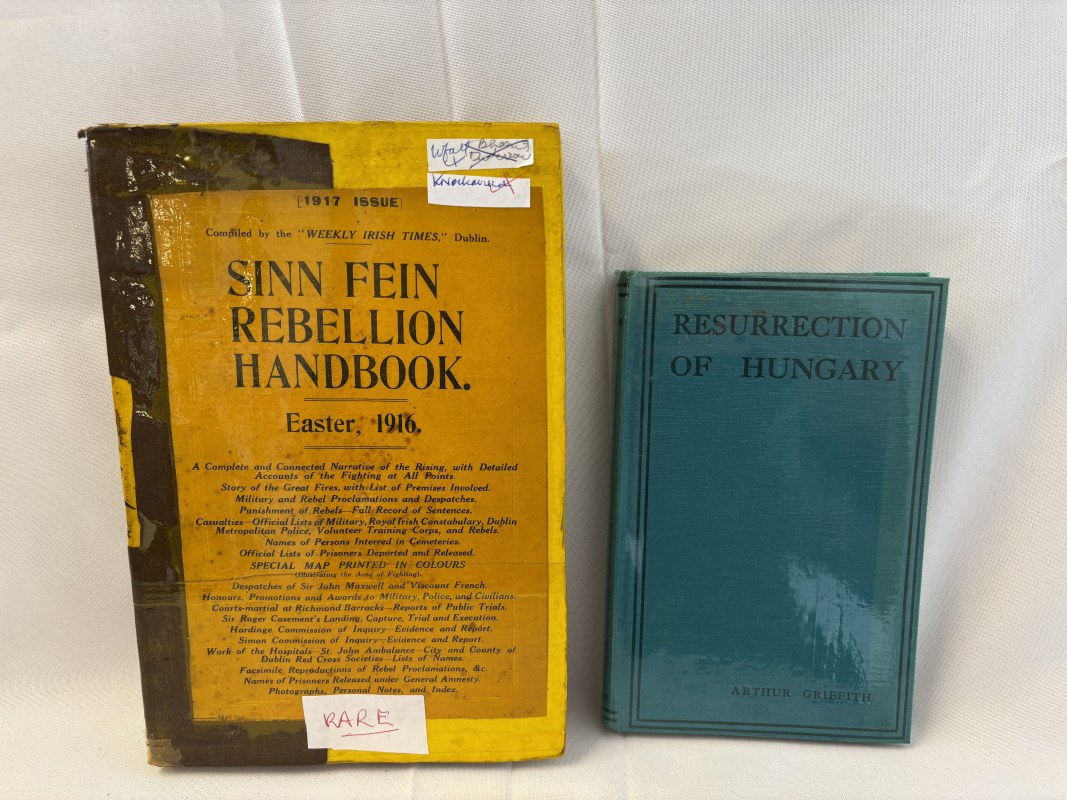 [1917 ISSUE]
Compiled by the "WEEKLY IRISH TIMES," Dublin.
SINN FEIN
REBELLION
HANDBOOK.
Easter, 1916.
A Complete and Connected Narrative of the Rising, with Detailed
Accounts of the Fighting at All Points.
Story of the Great Fires, with List of Premises Involved.
Military and Rebel Proclamations and Despatches.
Punishment of Rebels—Full Record of Sentences.
Casualties—Official Lists of Military, Royal Irish Constabulary, Dublin
Metropolitan Police, Volunteer Training Corps, and Rebels.
Names of Persons Interred in Cemeteries.
Official Lists of Prisoners Deported and Released.
SPECIAL MAP PRINTED IN COLOURS
(Illustrating the Area of Fighting).
Despatches of Sir John Maxwell and Viscount French.
Honours, Promotions and Awards to Military, Police, and Civilians.
Courts-martial at Richmond Barracks—Reports of Public Trials.
Sir Roger Casement's Landing, Capture, Trial and Execution.
Hardinge Commission of Inquiry—Evidence and Report.
Simon Commission of Inquiry—Evidence and Report.
Work of the Hospitals—St. John Ambulance—City and County of
Dublin Red Cross Societies—Lists of Names.
Facsimile Reproductions of Rebel Proclamations, &c.
Names of Prisoners Released under General Amnesty.
Photographs, Personal Notes, and Index.
RARE
RESURRECTION
OF HUNGARY
ARTHUR GRIFFITH